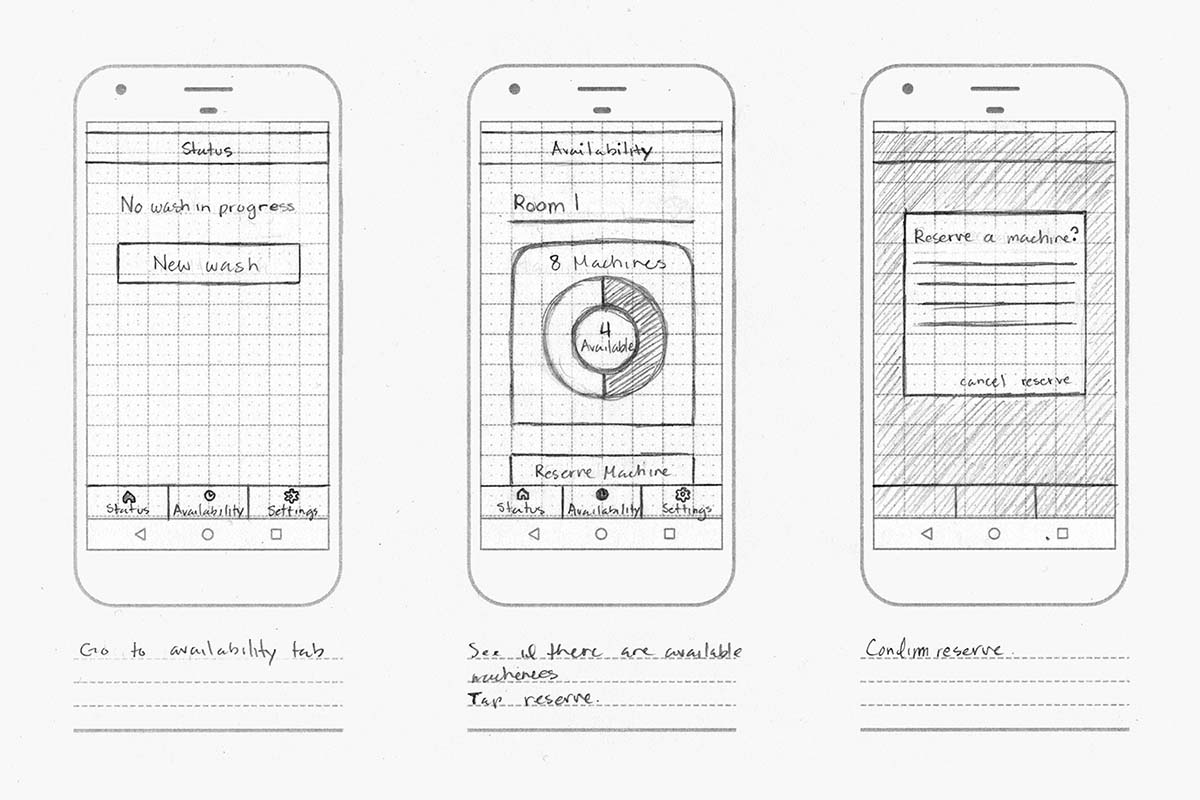 Status
No wash in progress
New wash
Status Availability Settings
Go to availability tab
Availability
Room 1
8 Machines
4
Available
Reserve Machine
Status Availability Settings
See if there are available
machines
Tap reserve.
Reserve a machine?
cancel reserve
Confirm reserve.